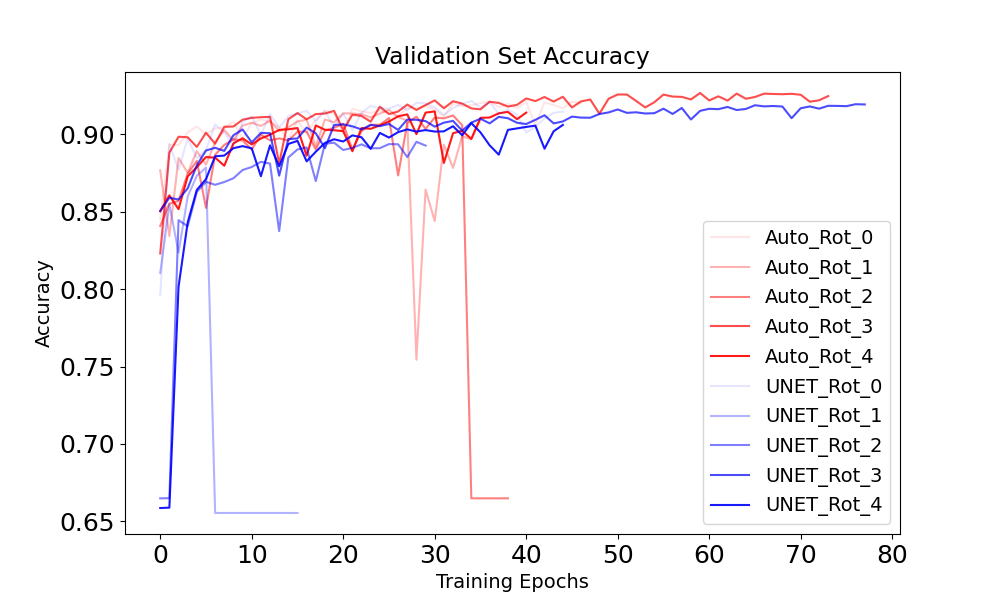 Validation Set Accuracy
Accuracy
0.90
0.85
0.80
0.75
0.70
0.65
0 10 20 30 40 50 60 70 80
Training Epochs
Auto_Rot_0
Auto_Rot_1
Auto_Rot_2
Auto_Rot_3
Auto_Rot_4
UNET_Rot_0
UNET_Rot_1
UNET_Rot_2
UNET_Rot_3
UNET_Rot_4